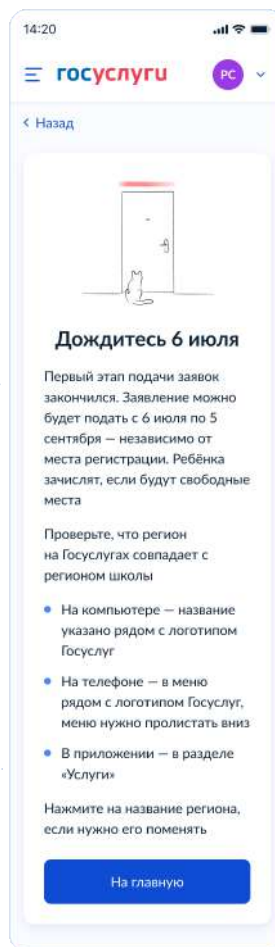 14:20
госуслуги
РС
Назад
Дождитесь 6 июля
Первый этап подачи заявок
закончился. Заявление можно
будет подать с 6 июля по 5
сентября — независимо от
места регистрации. Ребёнка
зачислят, если будут свободные
места
Проверьте, что регион
на Госуслугах совпадает с
регионом школы
На компьютере — название
указано рядом с логотипом
Госуслуг
На телефоне — в меню
рядом с логотипом Госуслуг,
меню нужно пролистать вниз
В приложении — в разделе
«Услуги»
Нажмите на название региона,
если нужно его поменять
На главную